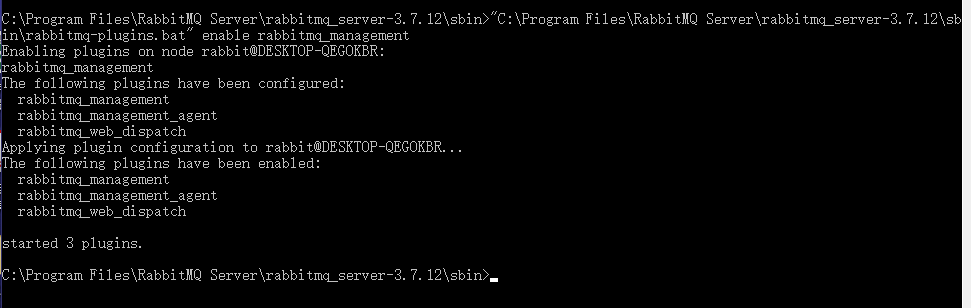 C:\Program Files\RabbitMQ Server\rabbitmq_server-3.7.12\sbin>"C:\Program Files\RabbitMQ Server\rabbitmq_server-3.7.12\sb
in\rabbitmq-plugins.bat" enable rabbitmq_management
Enabling plugins on node rabbit@DESKTOP-QEGOKBR:
rabbitmq_management
The following plugins have been configured:
  rabbitmq_management
  rabbitmq_management_agent
  rabbitmq_web_dispatch
Applying plugin configuration to rabbit@DESKTOP-QEGOKBR...
The following plugins have been enabled:
  rabbitmq_management
  rabbitmq_management_agent
  rabbitmq_web_dispatch
started 3 plugins.
C:\Program Files\RabbitMQ Server\rabbitmq_server-3.7.12\sbin>